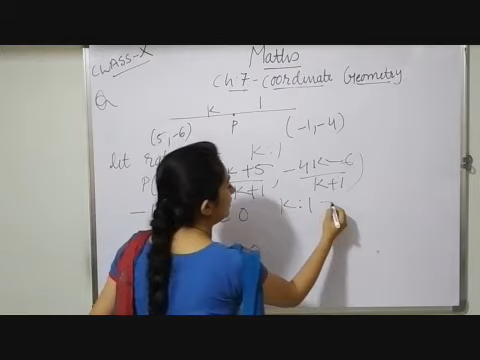 CLASS-X
Maths
Ch:7-Coordinate Geometry
Q
K 1
P
(5,-6) (-1,-4)
let K:1
P( K+5/K+1 , -4K-6/K+1 )
- 0 K:1